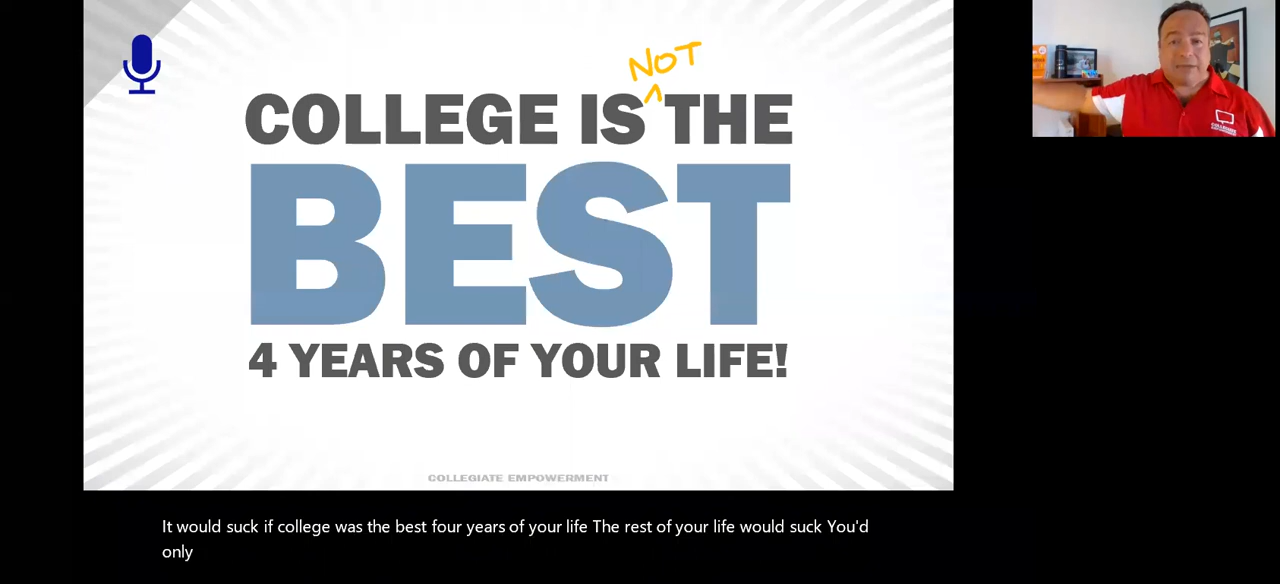 NOT
COLLEGE IS THE
BEST
4 YEARS OF YOUR LIFE!
COLLEGIATE EMPOWERMENT
It would suck if college was the best four years of your life The rest of your life would suck You'd
only